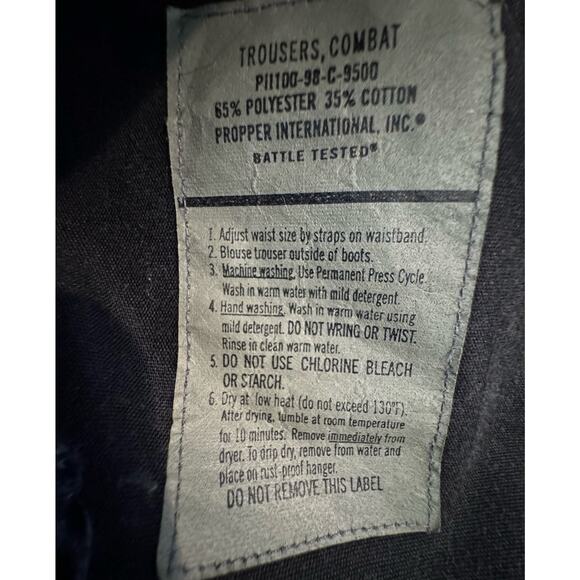 TROUSERS, COMBAT
P11100-98-C-9500
65% POLYESTER 35% COTTON
PROPPER INTERNATIONAL, INC.®
BATTLE TESTED®
1. Adjust waist size by straps on waistband.
2. Blouse trouser outside of boots.
3. Machine washing. Use Permanent Press Cycle.
Wash in warm water with mild detergent.
4. Hand washing. Wash in warm water using
mild detergent. DO NOT WRING OR TWIST.
Rinse in clean warm water.
5. DO NOT USE CHLORINE BLEACH
OR STARCH.
6. Dry at low heat (do not exceed 130°F).
After drying, tumble at room temperature
for 10 minutes. Remove immediately from
dryer. To drip dry, remove from water and
place on rust-proof hanger.
DO NOT REMOVE THIS LABEL